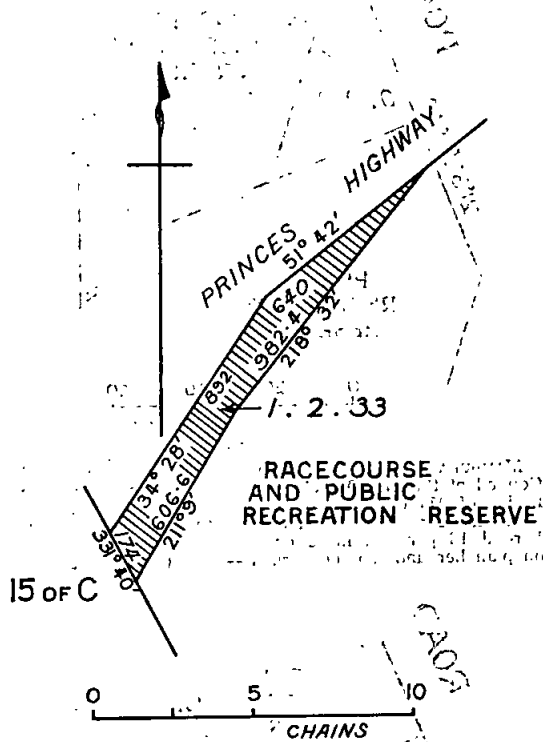 PRINCES HIGHWAY
51° 42'
640
982.4
218° 32'
892
1. 2. 33
34° 28'
606.6
211° 9'
RACECOURSE
AND PUBLIC
RECREATION RESERVE
174
331° 40'
15 OF C
0 5 10
CHAINS